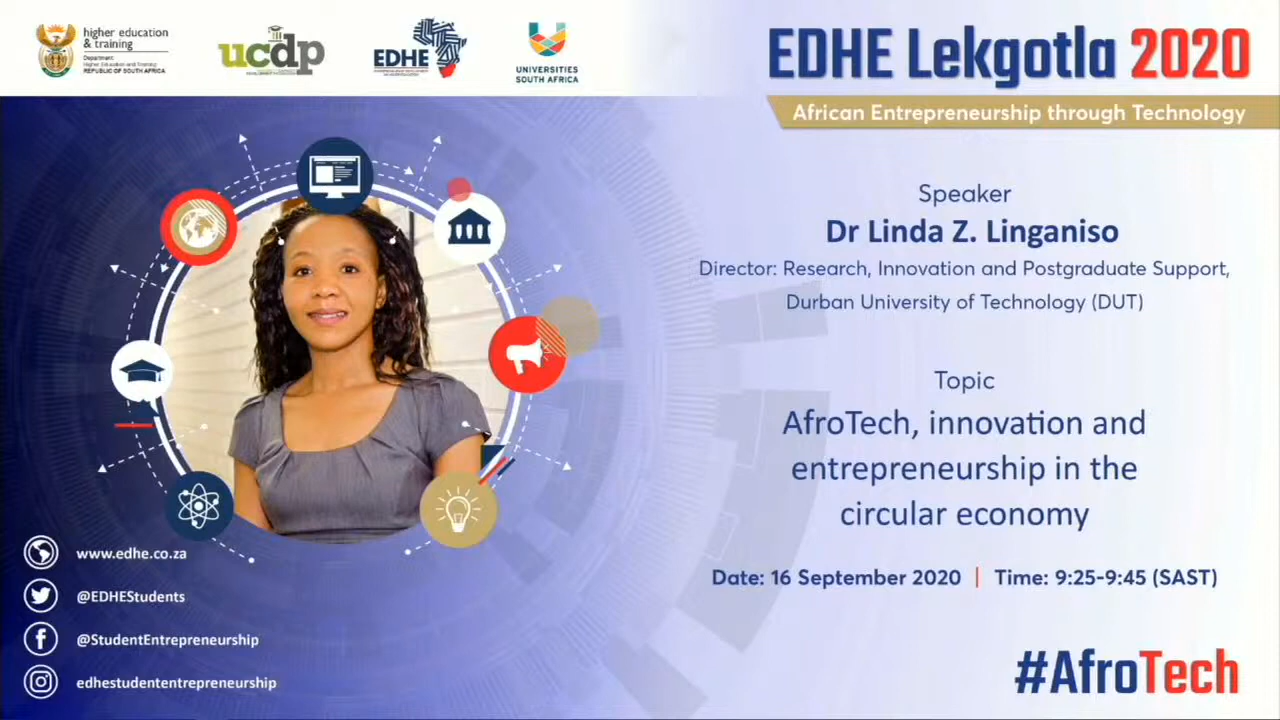 higher education
& training
Department:
Higher Education and Training
REPUBLIC OF SOUTH AFRICA
ucdp
EDHE
UNIVERSITIES
SOUTH AFRICA
EDHE Lekgotla 2020
African Entrepreneurship through Technology
Speaker
Dr Linda Z. Linganiso
Director: Research, Innovation and Postgraduate Support,
Durban University of Technology (DUT)
Topic
AfroTech, innovation and
entrepreneurship in the
circular economy
Date: 16 September 2020 | Time: 9:25-9:45 (SAST)
www.edhe.co.za
@EDHEStudents
@StudentEntrepreneurship
edhestudententrepreneurship
#AfroTech